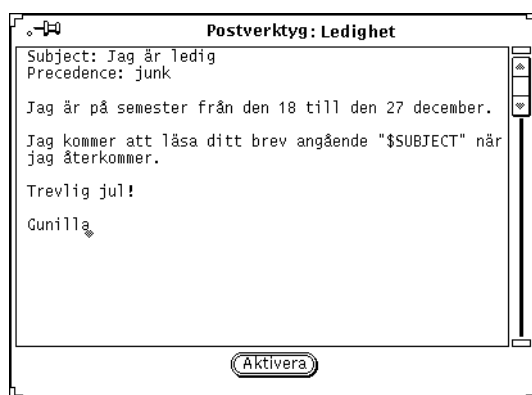 Postverktyg: Ledighet
Subject: Jag är ledig
Precedence: junk
Jag är på semester från den 18 till den 27 december.
Jag kommer att läsa ditt brev angående "$SUBJECT" när
jag återkommer.
Trevlig jul!
Gunilla
Aktivera